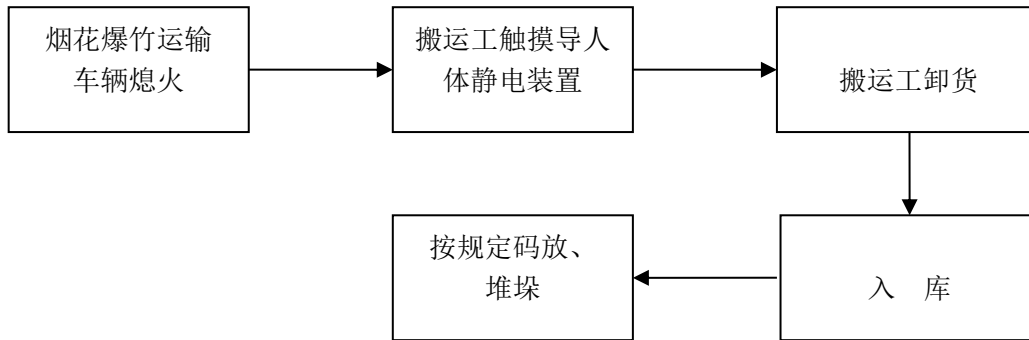 烟花爆竹运输
车辆熄火
搬运工触摸导人
体静电装置
搬运工卸货
按规定码放、
堆垛
入 库